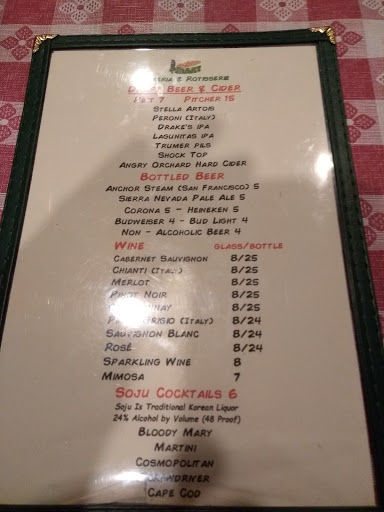 & Rotisserie
Beer & Cider
Pitcher 15
Stella Artois
Peroni (Italy)
Drake's IPA
Lagunitas IPA
Trumer Pils
Shock Top
Angry Orchard Hard Cider
Bottled Beer
Anchor Steam (San Francisco) 5
Sierra Nevada Pale Ale 5
Corona 5 - Heineken 5
Budweiser 4 - Bud Light 4
Non - Alcoholic Beer 4
Wine Glass/Bottle
Cabernet Sauvignon 8/25
Chianti (Italy) 8/25
Merlot 8/25
Pinot Noir 8/25
8/25
(Italy) 8/24
Sauvignon Blanc 8/24
Rosé 8/24
Sparkling Wine 8
Mimosa 7
Soju Cocktails 6
Soju Is Traditional Korean Liquor
24% Alcohol by Volume (48 Proof)
Bloody Mary
Martini
Cosmopolitan
Cape Cod